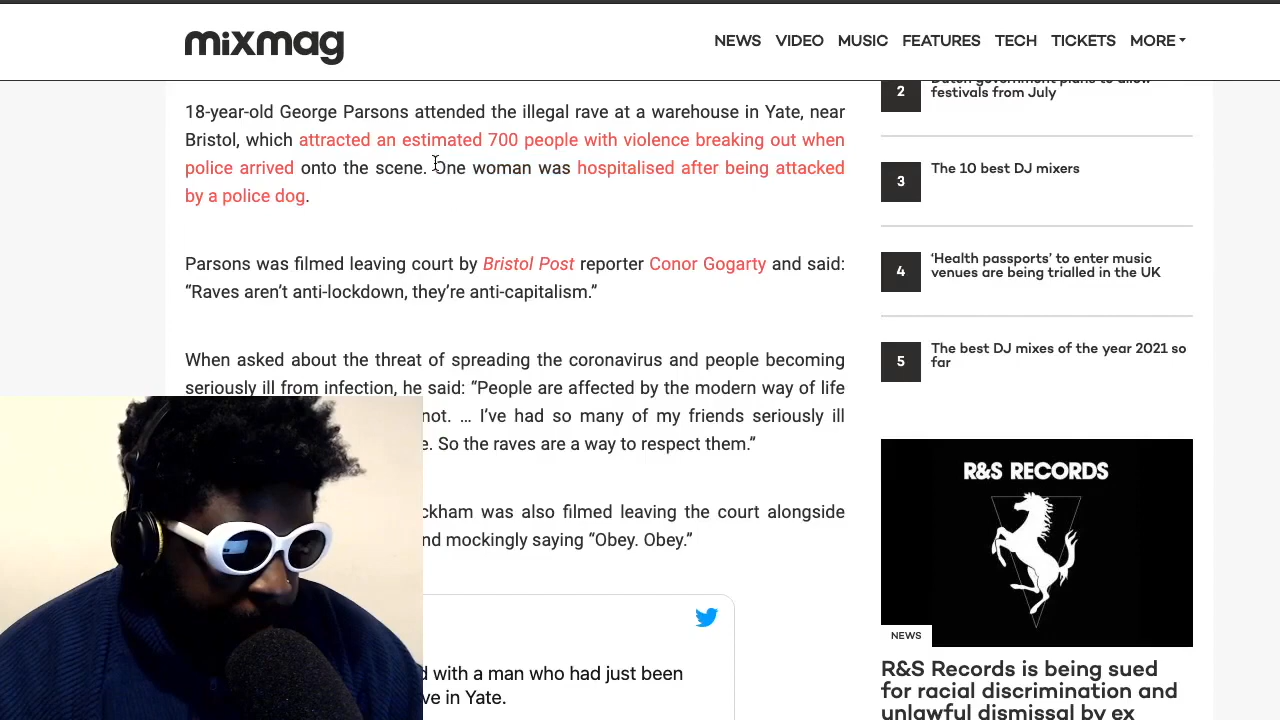 mixmag
NEWS VIDEO MUSIC FEATURES TECH TICKETS MORE
18-year-old George Parsons attended the illegal rave at a warehouse in Yate, near
Bristol, which attracted an estimated 700 people with violence breaking out when
police arrived onto the scene. One woman was hospitalised after being attacked
by a police dog.
Parsons was filmed leaving court by Bristol Post reporter Conor Gogarty and said:
“Raves aren’t anti-lockdown, they’re anti-capitalism.”
When asked about the threat of spreading the coronavirus and people becoming
seriously ill from infection, he said: “People are affected by the modern way of life
not. … I’ve had so many of my friends seriously ill
So the raves are a way to respect them.”
was also filmed leaving the court alongside
mockingly saying “Obey. Obey.”
with a man who had just been
in Yate.
2
Dutch government plans to allow
festivals from July
3
The 10 best DJ mixers
4
‘Health passports’ to enter music
venues are being trialled in the UK
5
The best DJ mixes of the year 2021 so
far
R&S RECORDS
NEWS
R&S Records is being sued
for racial discrimination and
unlawful dismissal by ex